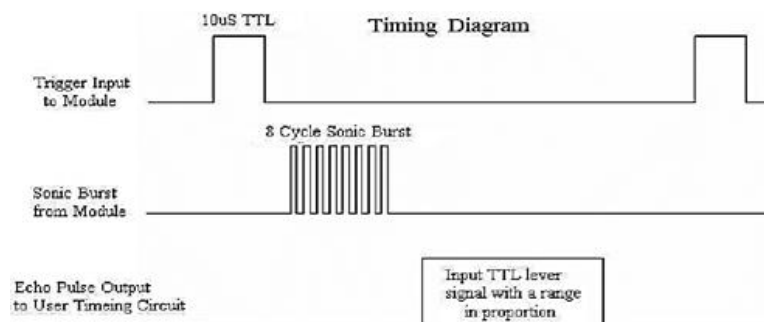 10uS TTL
Timing Diagram
Trigger Input
to Module
8 Cycle Sonic Burst
Sonic Burst
from Module
Echo Pulse Output
to User Timeing Circuit
Input TTL lever
signal with a range
in proportion